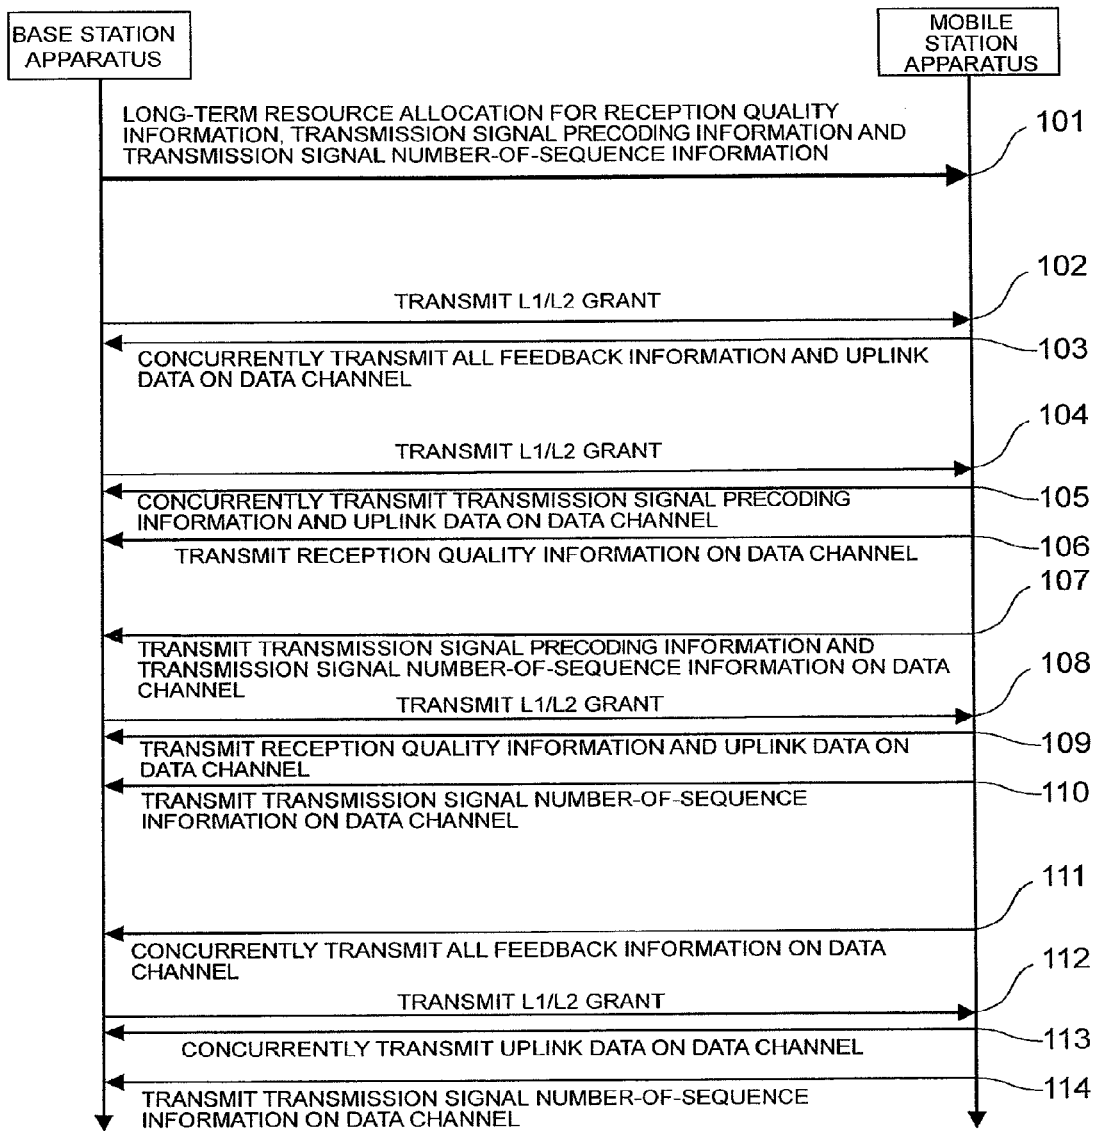 BASE STATION
APPARATUS
MOBILE
STATION
APPARATUS
LONG-TERM RESOURCE ALLOCATION FOR RECEPTION QUALITY
INFORMATION, TRANSMISSION SIGNAL PRECODING INFORMATION AND
TRANSMISSION SIGNAL NUMBER-OF-SEQUENCE INFORMATION
101
102
TRANSMIT L1/L2 GRANT
103
CONCURRENTLY TRANSMIT ALL FEEDBACK INFORMATION AND UPLINK
DATA ON DATA CHANNEL
104
TRANSMIT L1/L2 GRANT
105
CONCURRENTLY TRANSMIT TRANSMISSION SIGNAL PRECODING
INFORMATION AND UPLINK DATA ON DATA CHANNEL
106
TRANSMIT RECEPTION QUALITY INFORMATION ON DATA CHANNEL
107
TRANSMIT TRANSMISSION SIGNAL PRECODING INFORMATION AND
TRANSMISSION SIGNAL NUMBER-OF-SEQUENCE INFORMATION ON DATA
CHANNEL
108
TRANSMIT L1/L2 GRANT
109
TRANSMIT RECEPTION QUALITY INFORMATION AND UPLINK DATA ON
DATA CHANNEL
110
TRANSMIT TRANSMISSION SIGNAL NUMBER-OF-SEQUENCE
INFORMATION ON DATA CHANNEL
111
CONCURRENTLY TRANSMIT ALL FEEDBACK INFORMATION ON DATA
CHANNEL
112
TRANSMIT L1/L2 GRANT
113
CONCURRENTLY TRANSMIT UPLINK DATA ON DATA CHANNEL
114
TRANSMIT TRANSMISSION SIGNAL NUMBER-OF-SEQUENCE
INFORMATION ON DATA CHANNEL